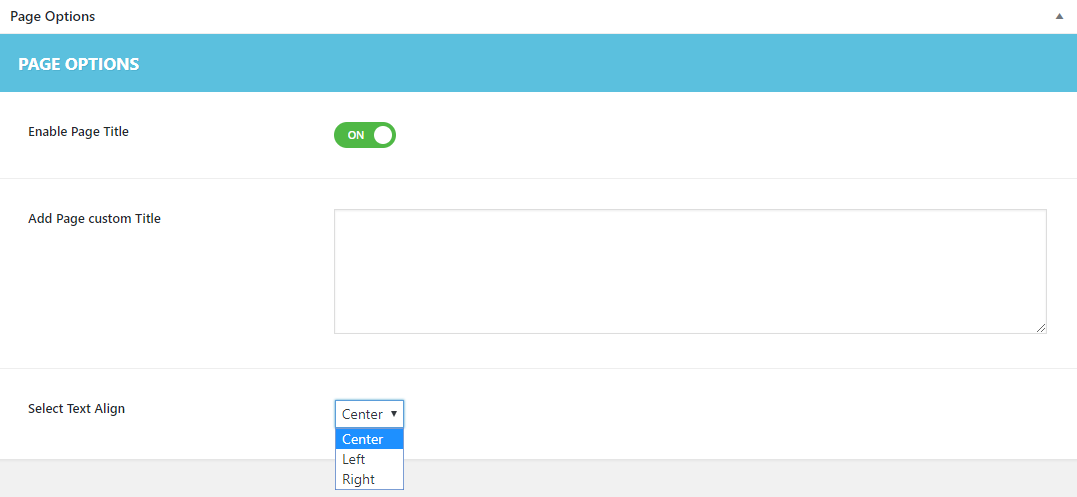 Page Options
PAGE OPTIONS
Enable Page Title
ON
Add Page custom Title
Select Text Align
Center
Center
Left
Right